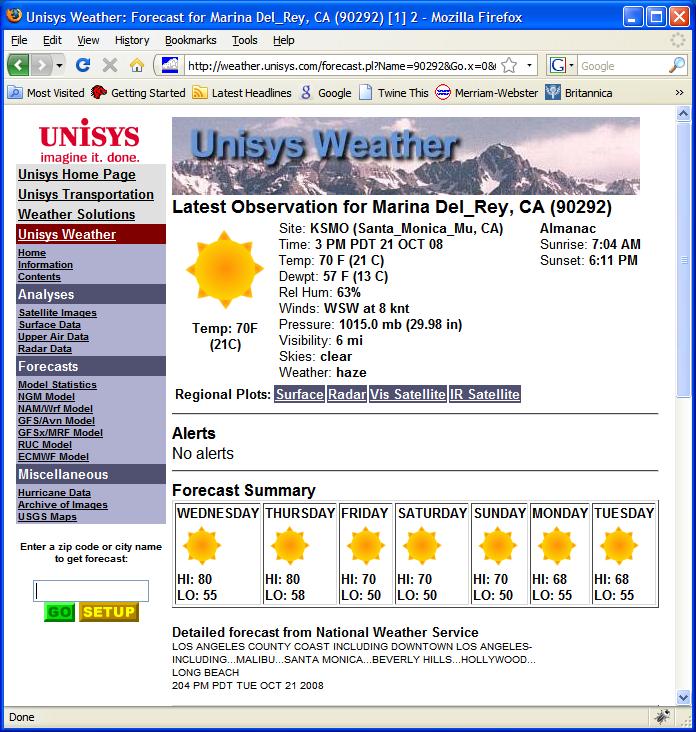 Unisys Weather: Forecast for Marina Del_Rey, CA (90292) [1] 2 - Mozilla Firefox
File Edit View History Bookmarks Tools Help
http://weather.unisys.com/forecast.pl?Name=90292&Go.x=0&
G Google
Most Visited Getting Started Latest Headlines Google Twine This Merriam-Webster Britannica »
UNISYS
imagine it. done.
Unisys Home Page
Unisys Transportation
Weather Solutions
Unisys Weather
Home
Information
Contents
Analyses
Satellite Images
Surface Data
Upper Air Data
Radar Data
Forecasts
Model Statistics
NGM Model
NAM/Wrf Model
GFS/Avn Model
GFSx/MRF Model
RUC Model
ECMWF Model
Miscellaneous
Hurricane Data
Archive of Images
USGS Maps
Enter a zip code or city name
to get forecast:
GO SETUP
Unisys Weather
Latest Observation for Marina Del_Rey, CA (90292)
Temp: 70F
(21C)
Site: KSMO (Santa_Monica_Mu, CA)
Time: 3 PM PDT 21 OCT 08
Temp: 70 F (21 C)
Dewpt: 57 F (13 C)
Rel Hum: 63%
Winds: WSW at 8 knt
Pressure: 1015.0 mb (29.98 in)
Visibility: 6 mi
Skies: clear
Weather: haze
Almanac
Sunrise: 7:04 AM
Sunset: 6:11 PM
Regional Plots: Surface Radar Vis Satellite IR Satellite
Alerts
No alerts
Forecast Summary
WEDNESDAY THURSDAY FRIDAY SATURDAY SUNDAY MONDAY TUESDAY
HI: 80 HI: 80 HI: 70 HI: 70 HI: 70 HI: 68 HI: 68
LO: 55 LO: 58 LO: 50 LO: 50 LO: 50 LO: 55 LO: 55
Detailed forecast from National Weather Service
LOS ANGELES COUNTY COAST INCLUDING DOWNTOWN LOS ANGELES-
INCLUDING...MALIBU...SANTA MONICA...BEVERLY HILLS...HOLLYWOOD...
LONG BEACH
204 PM PDT TUE OCT 21 2008
Done